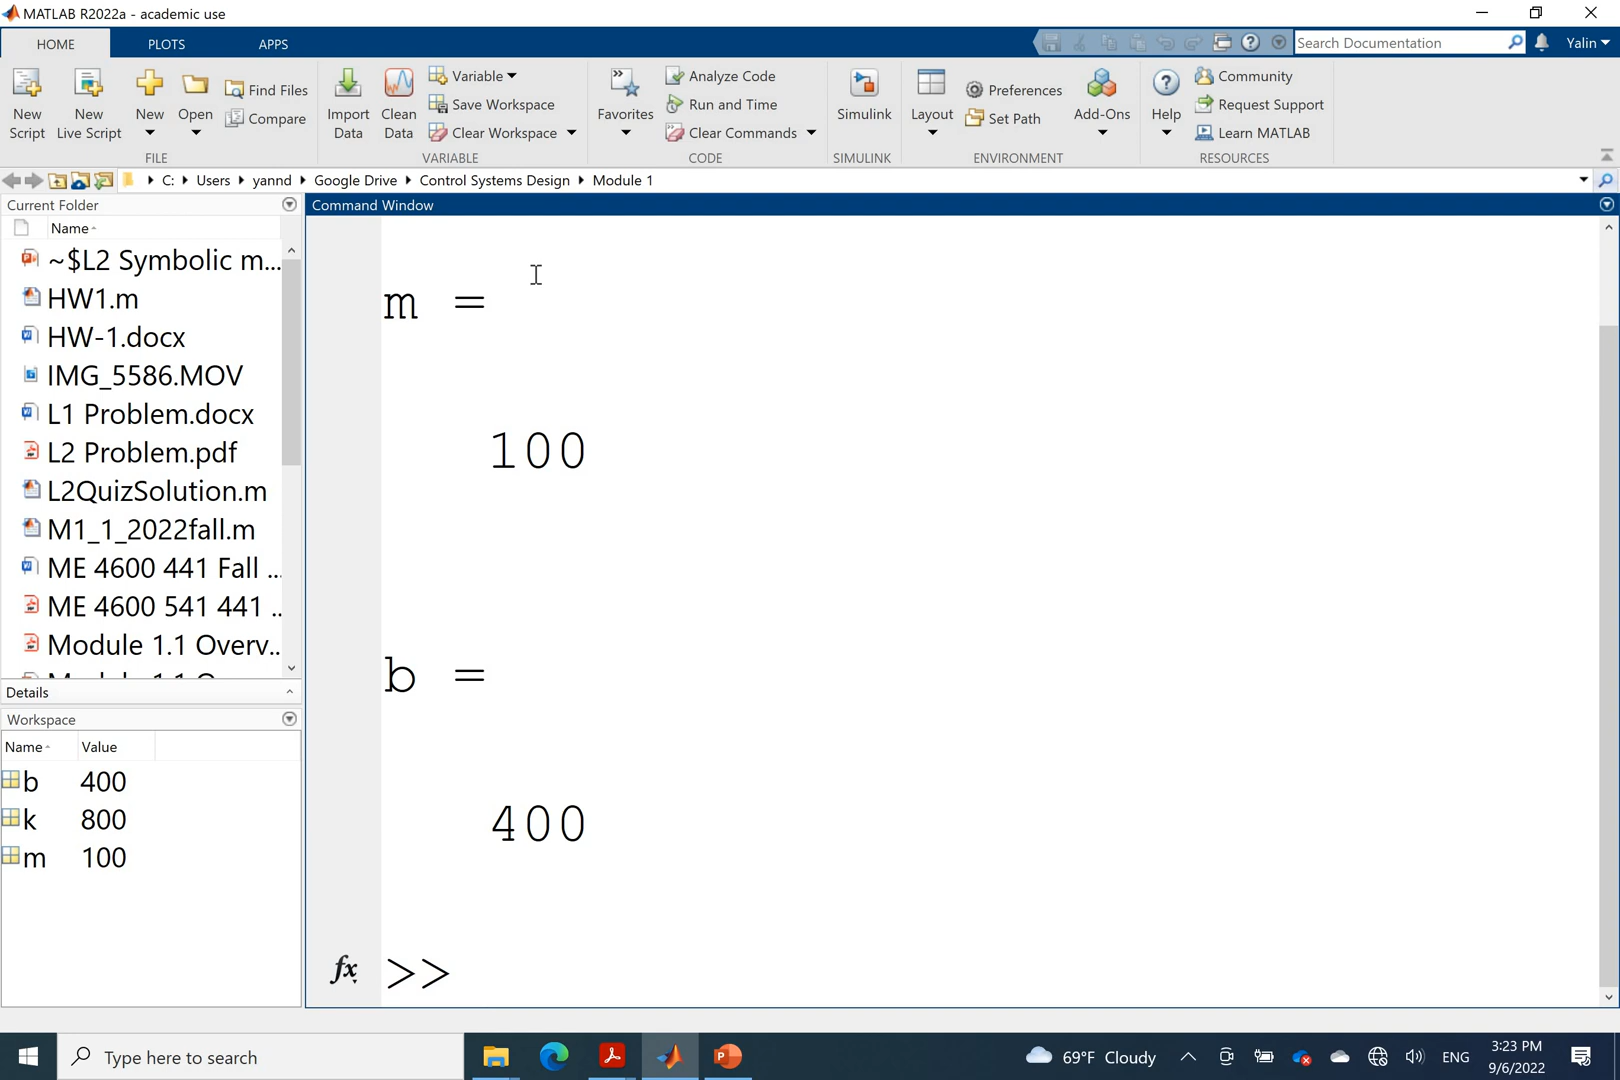 MATLAB R2022a - academic use
HOME PLOTS APPS
Search Documentation
Yalin
New Script
New Live Script
New
Open
Find Files
Compare
FILE
Import Data
Clean Data
Variable
Save Workspace
Clear Workspace
VARIABLE
Favorites
Analyze Code
Run and Time
Clear Commands
CODE
Simulink
SIMULINK
Layout
Preferences
Set Path
Add-Ons
ENVIRONMENT
Help
Community
Request Support
Learn MATLAB
RESOURCES
C: Users yannd Google Drive Control Systems Design Module 1
Current Folder
Name
~$L2 Symbolic m...
HW1.m
HW-1.docx
IMG_5586.MOV
L1 Problem.docx
L2 Problem.pdf
L2QuizSolution.m
M1_1_2022fall.m
ME 4600 441 Fall ...
ME 4600 541 441 ..
Module 1.1 Overv..
Details
Workspace
Name Value
b 400
k 800
m 100
Command Window
m =
100
b =
400
fx >>
Type here to search
69°F Cloudy
ENG
3:23 PM
9/6/2022